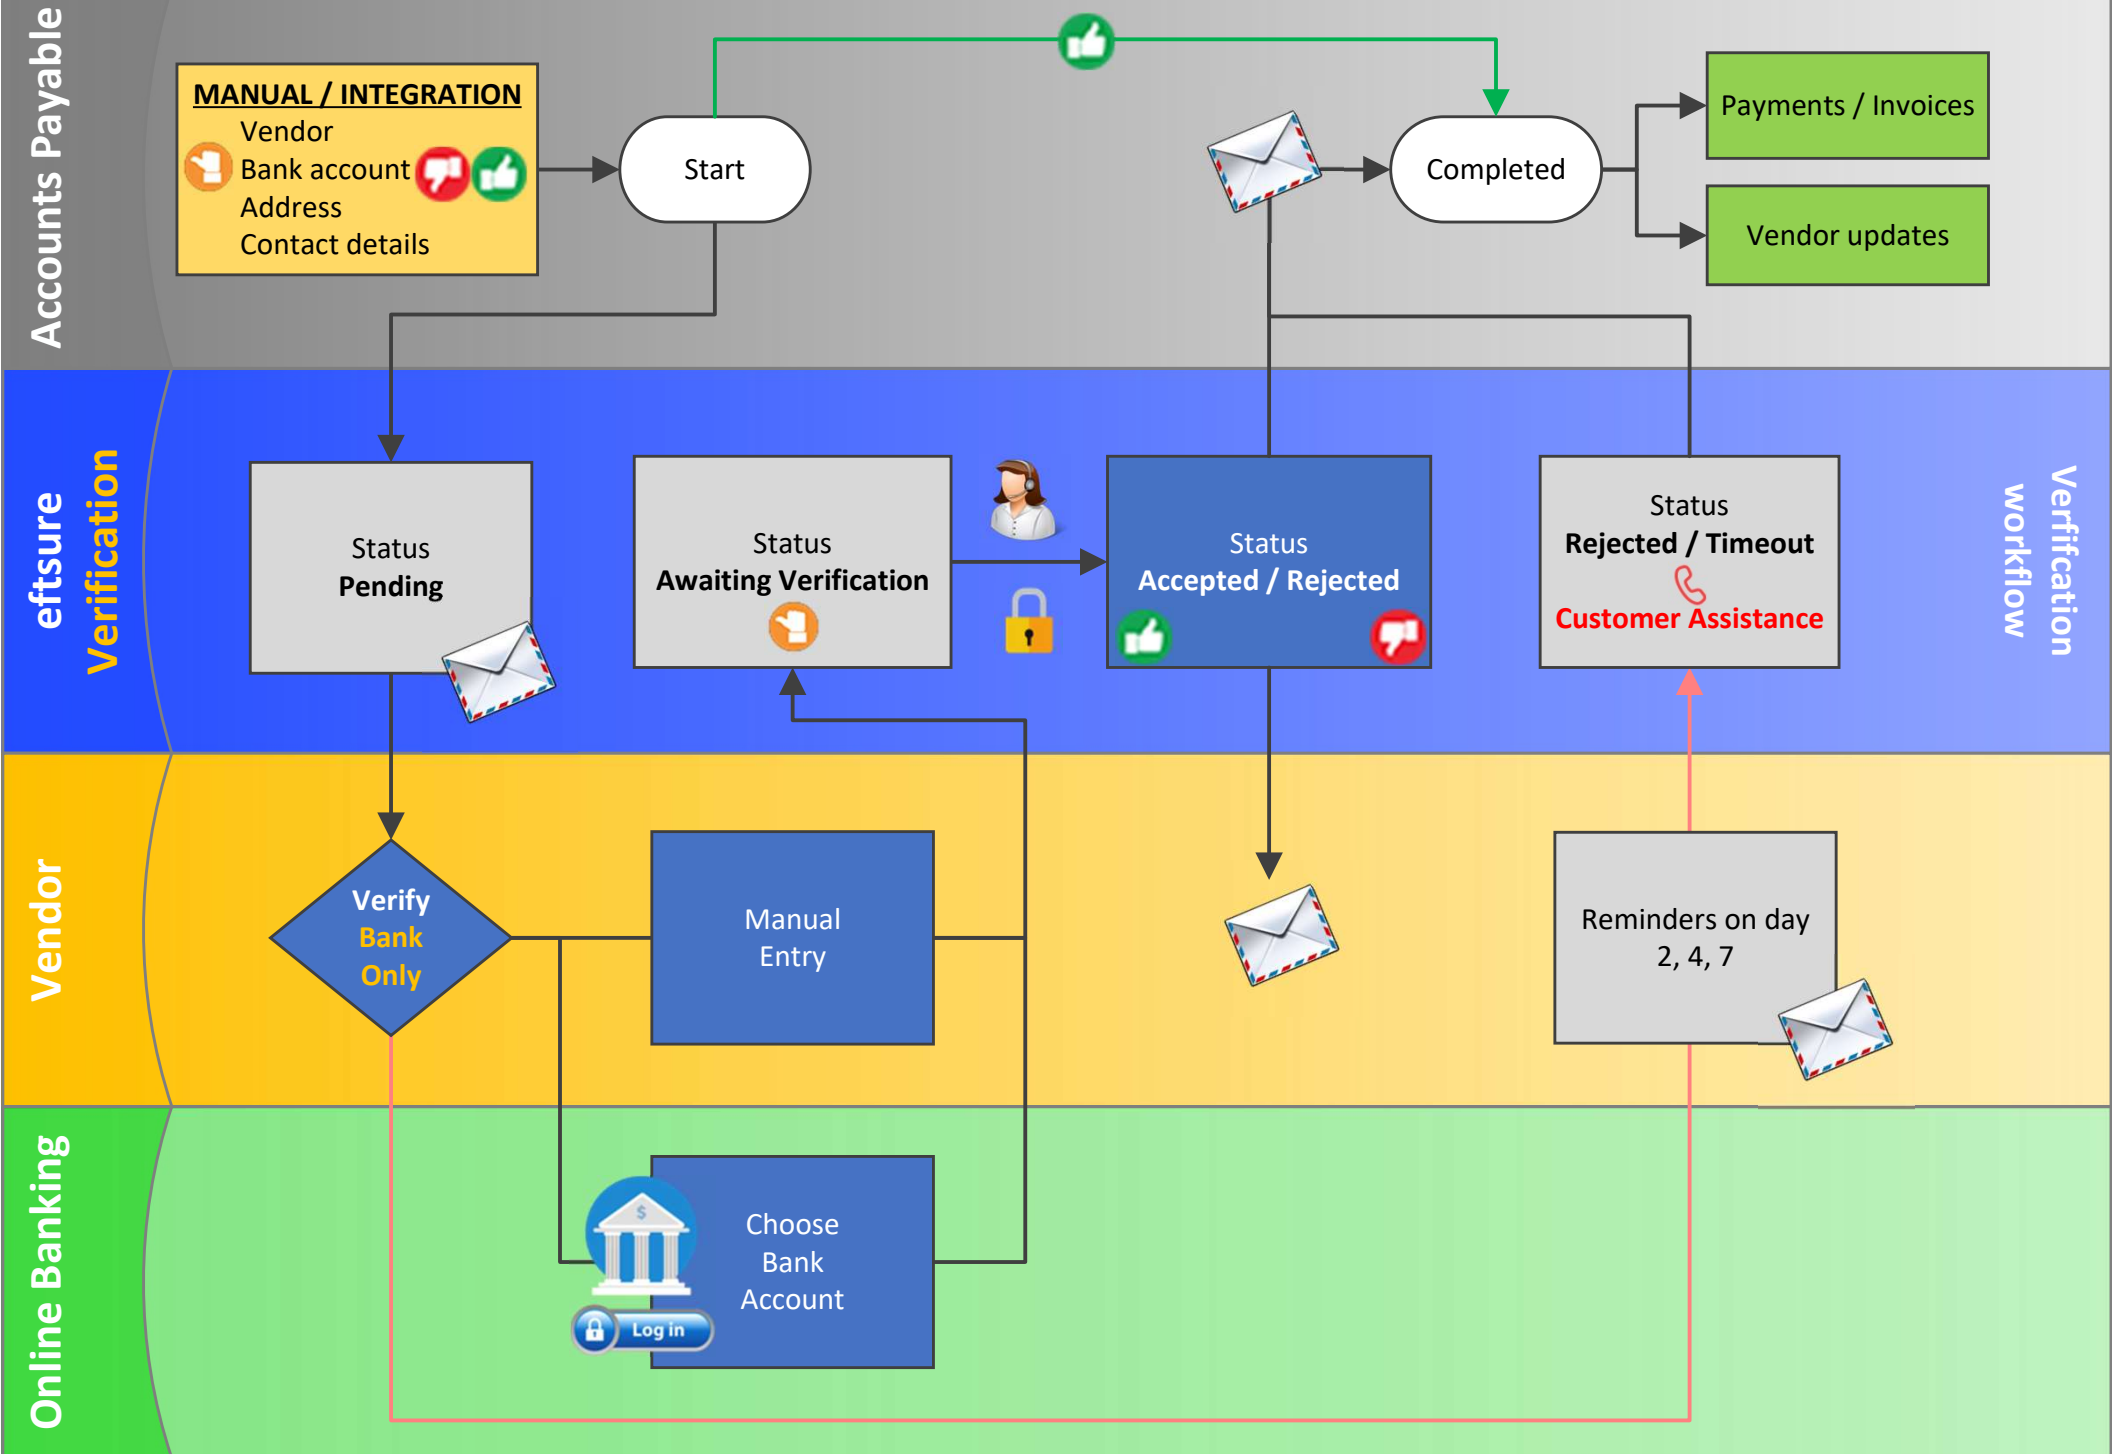 Accounts Payable
MANUAL / INTEGRATION
Vendor
Bank account
Address
Contact details
Start
Completed
Payments / Invoices
Vendor updates
eftsure
Verification
Status
Pending
Status
Awaiting Verification
Status
Accepted / Rejected
Status
Rejected / Timeout
Customer Assistance
Verfifcation
workflow
Vendor
Verify
Bank
Only
Manual
Entry
Reminders on day
2, 4, 7
Online Banking
$
Log in
Choose
Bank
Account